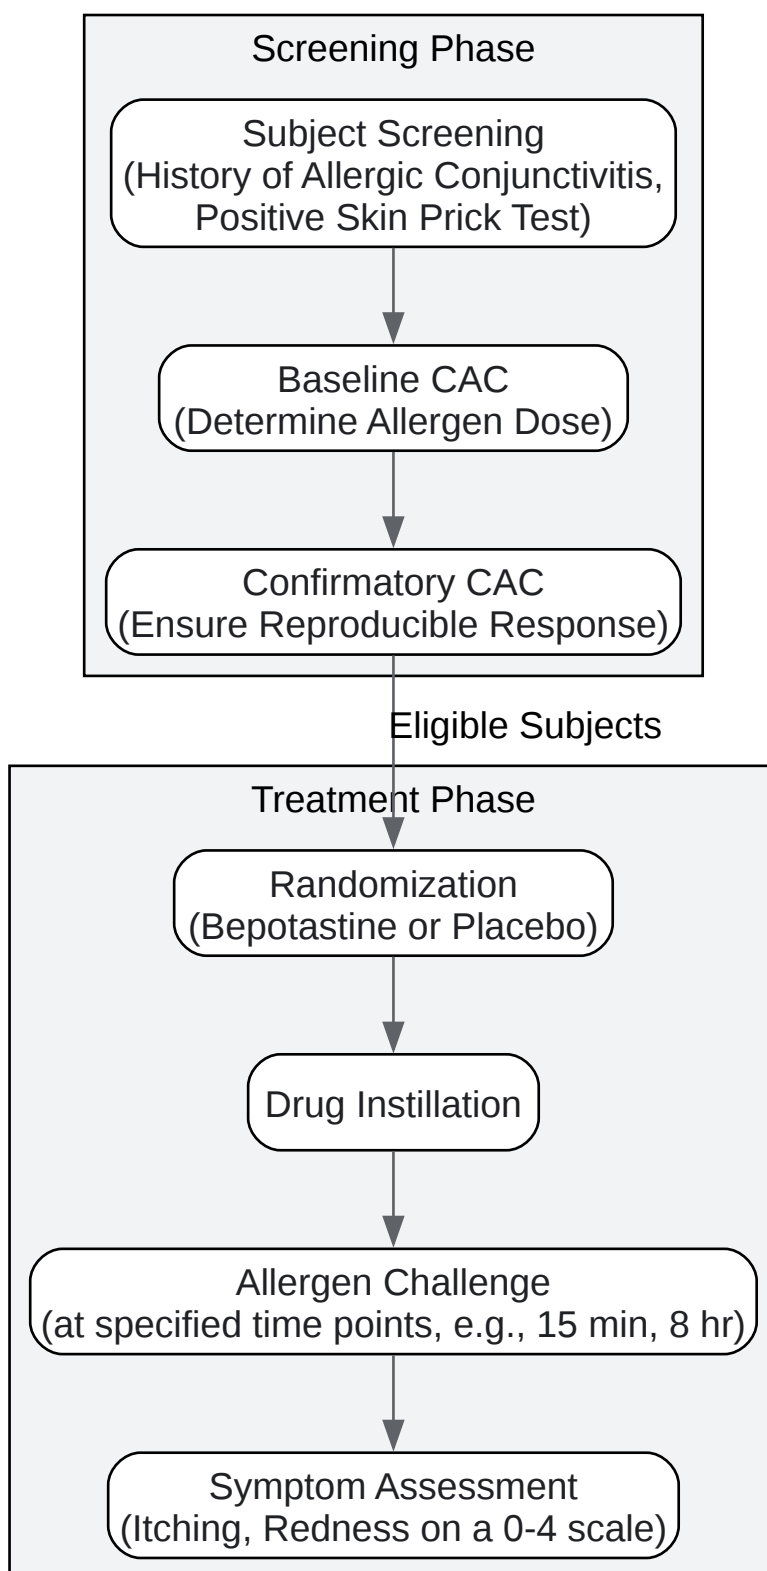 Screening Phase
Subject Screening
(History of Allergic Conjunctivitis,
Positive Skin Prick Test)
Baseline CAC
(Determine Allergen Dose)
Confirmatory CAC
(Ensure Reproducible Response)
Eligible Subjects
Treatment Phase
Randomization
(Bepotastine or Placebo)
Drug Instillation
Allergen Challenge
(at specified time points, e.g., 15 min, 8 hr)
Symptom Assessment
(Itching, Redness on a 0-4 scale)